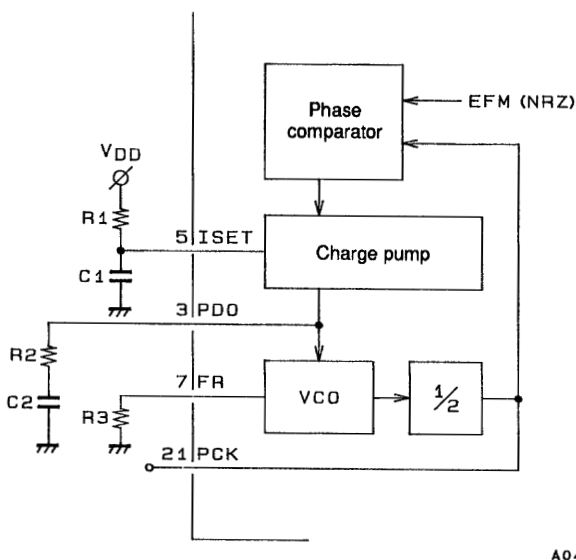 Phase
comparator
EFM (NRZ)
VDD
R1
5 ISET
Charge pump
C1
3 PDO
R2
7 FR
VCO
1/2
C2
R3
21 PCK